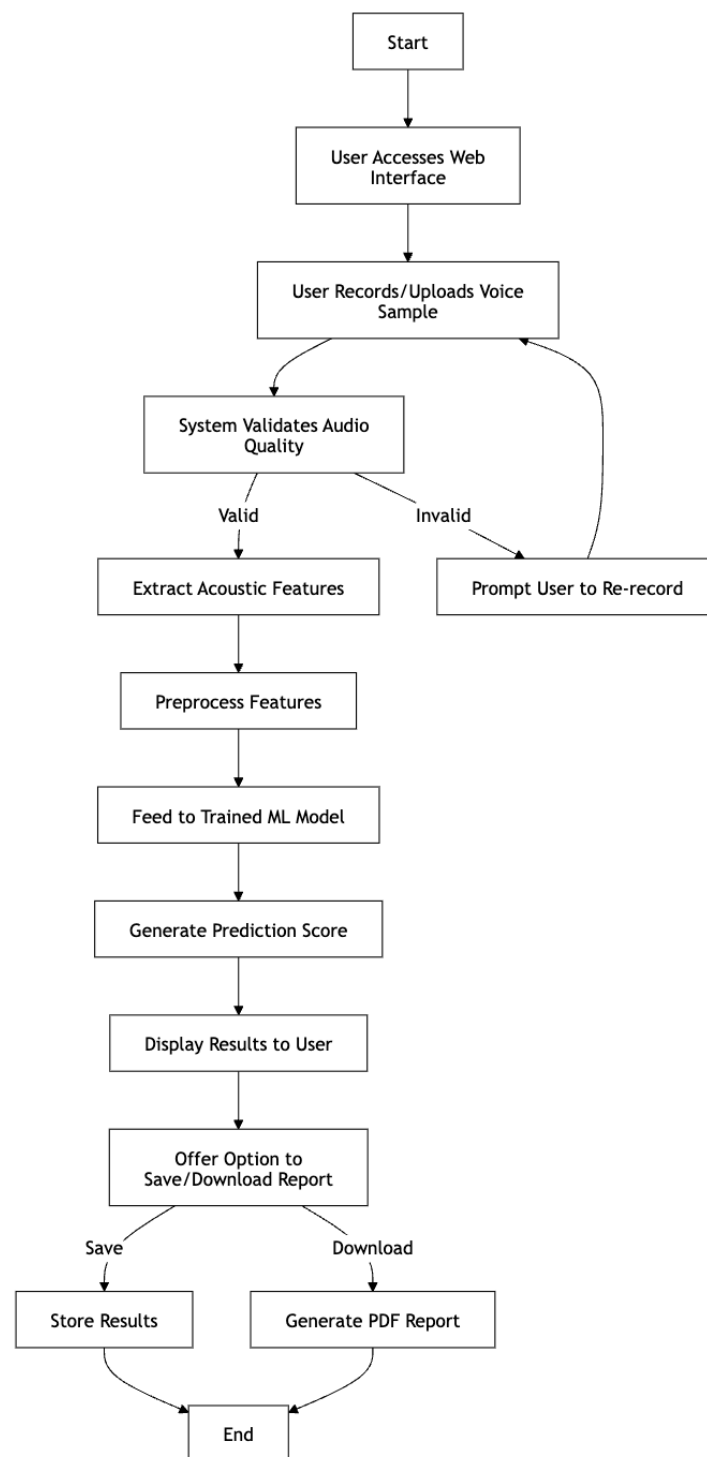 Start
User Accesses Web
Interface
User Records/Uploads Voice
Sample
System Validates Audio
Quality
Valid
Invalid
Extract Acoustic Features
Prompt User to Re-record
Preprocess Features
Feed to Trained ML Model
Generate Prediction Score
Display Results to User
Offer Option to
Save/Download Report
Save
Download
Store Results
Generate PDF Report
End